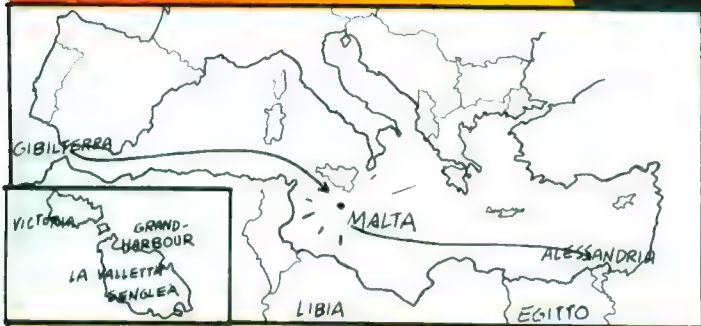 GIBILTERRA
MALTA
ALESSANDRIA
LIBIA
EGITTO
VICTORIA
GRAND-
HARBOUR
LA VALLETTA
SENGLEA